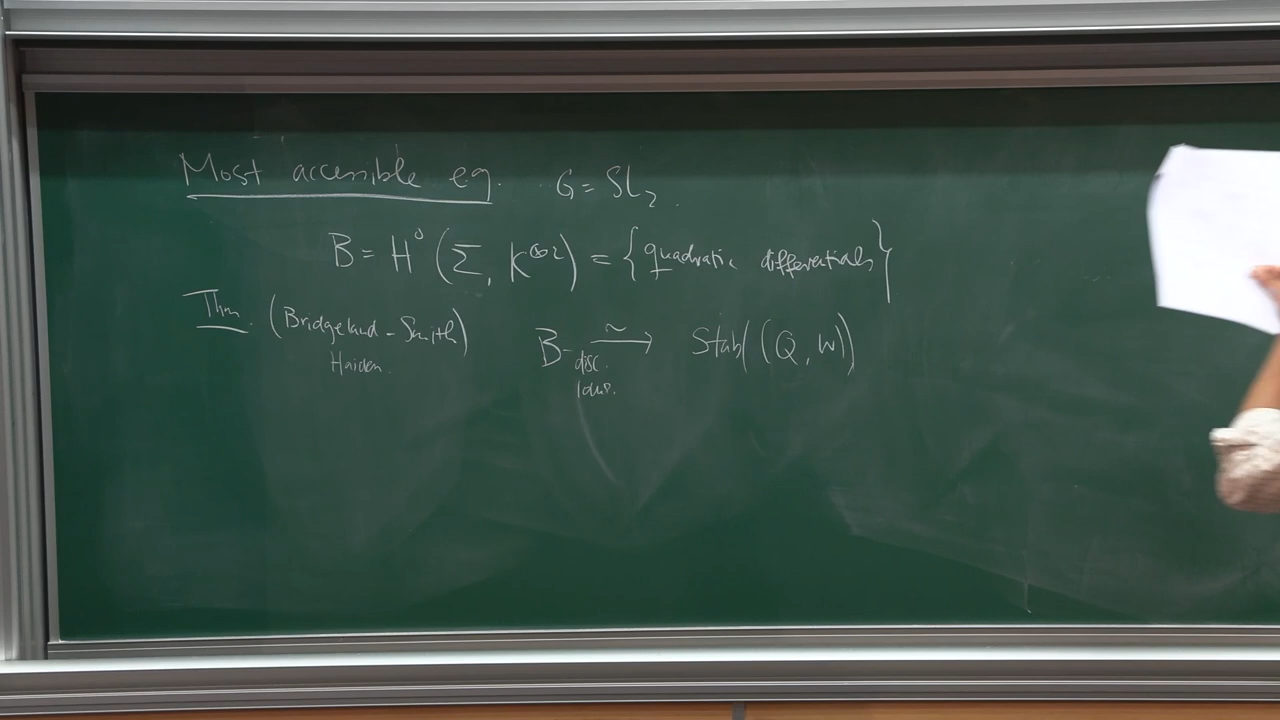 Most accessible eg. G = SL₂.
B = H⁰(Σ, K^{⊗2}) = {quadratic differentials}
Thm. (Bridgeland - Smith) B - disc. →~ Stab((Q, W))
Haiden.